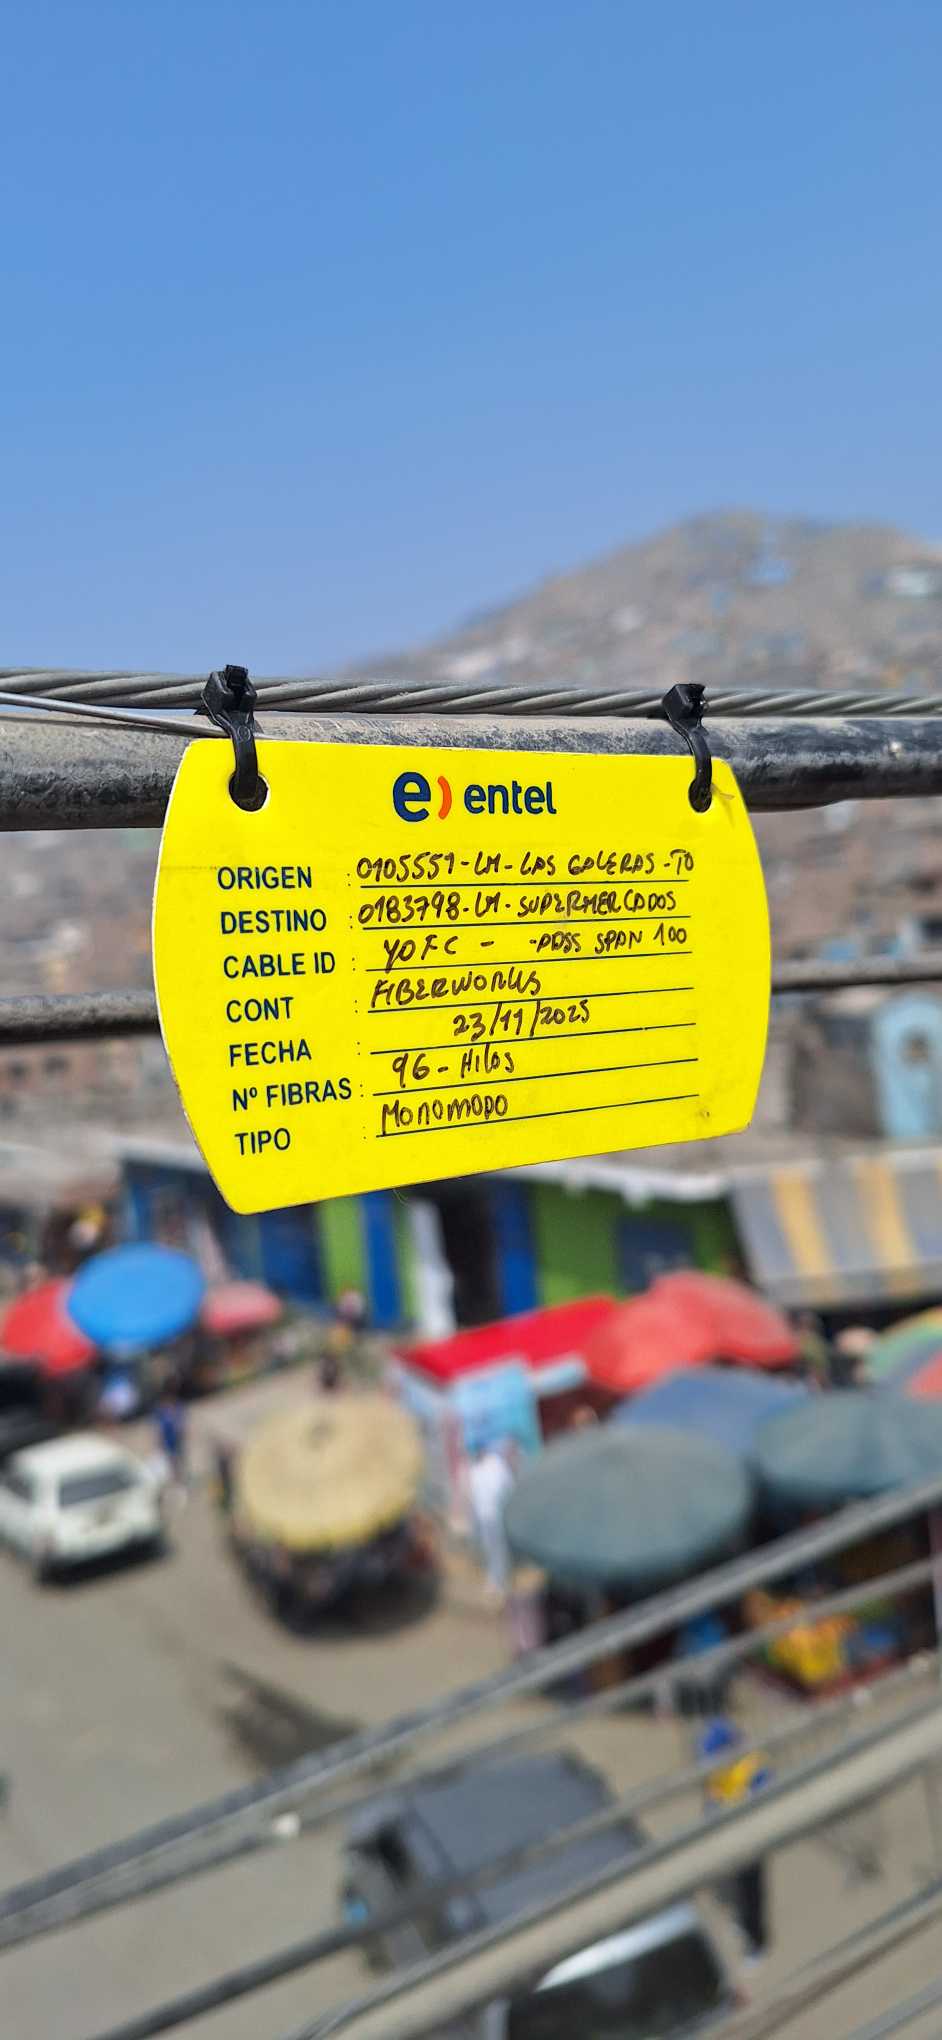 e) entel
ORIGEN : 0105551-LM-LAS GALERAS-TO
DESTINO : 0183798-LM-SUPERMERCADOS
CABLE ID : YOFC - -ADSS SPAN 100
CONT : FIBERWORKS
FECHA : 23/11/2025
Nº FIBRAS : 96-Hilos
TIPO : MONOMODO